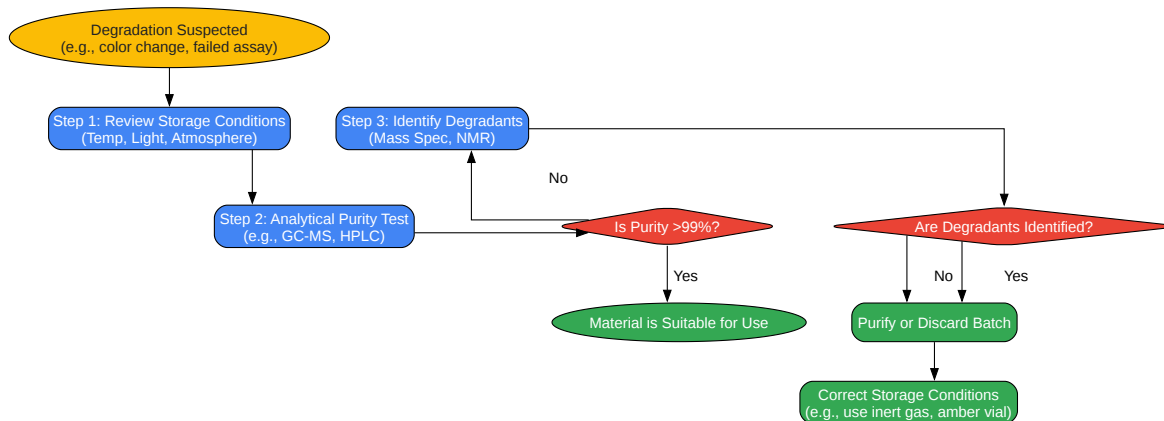 Degradation Suspected
(e.g., color change, failed assay)
Step 1: Review Storage Conditions
(Temp, Light, Atmosphere)
Step 3: Identify Degradants
(Mass Spec, NMR)
No
Step 2: Analytical Purity Test
(e.g., GC-MS, HPLC)
Is Purity >99%?
Are Degradants Identified?
Yes
No
Yes
Material is Suitable for Use
Purify or Discard Batch
Correct Storage Conditions
(e.g., use inert gas, amber vial)